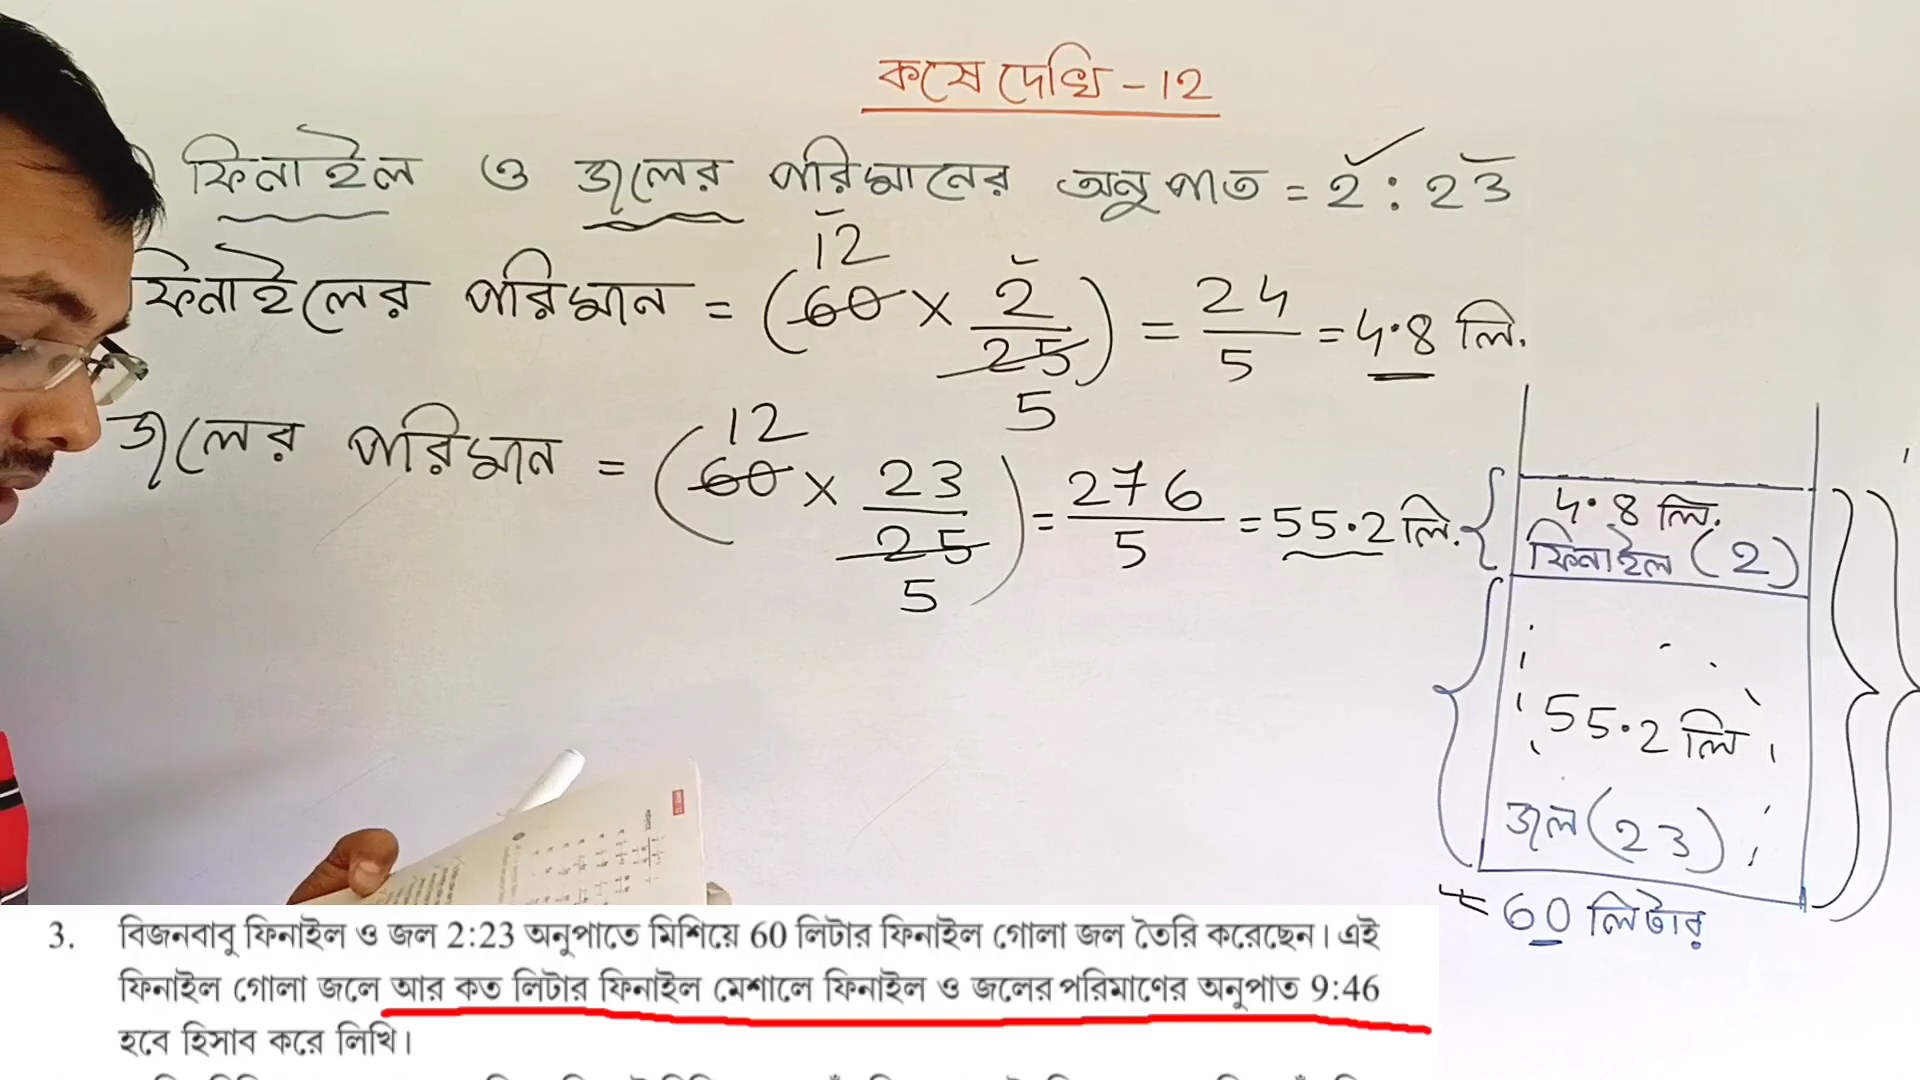 কষে দেখি - 12
ফিনাইল ও জলের পরিমানের অনুপাত = 2 : 23
ফিনাইলের পরিমান = (60 × 2/25) = 24/5 = 4.8 লি.
12
5
জলের পরিমান = (60 × 23/25) = 276/5 = 55.2 লি.
12
5
4.8 লি.
ফিনাইল (2)
55.2 লি
জল (23)
60 লিটার
3. বিজনবাবু ফিনাইল ও জল 2:23 অনুপাতে মিশিয়ে 60 লিটার ফিনাইল গোলা জল তৈরি করেছেন। এই
ফিনাইল গোলা জলে আর কত লিটার ফিনাইল মেশালে ফিনাইল ও জলের পরিমাণের অনুপাত 9:46
হবে হিসাব করে লিখি।